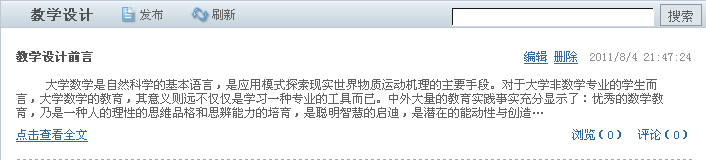 教学设计 发布 刷新 搜索
教学设计前言 编辑 删除 2011/8/4 21:47:24
大学数学是自然科学的基本语言，是应用模式探索现实世界物质运动机理的主要手段。对于大学非数学专业的学生而
言，大学数学的教育，其意义则远不仅仅是学习一种专业的工具而已。中外大量的教育实践事实充分显示了：优秀的数学教
育，乃是一种人的理性的思维品格和思辨能力的培育，是聪明智慧的启迪，是潜在的能动性与创造…
点击查看全文 浏览(0) 评论(0)